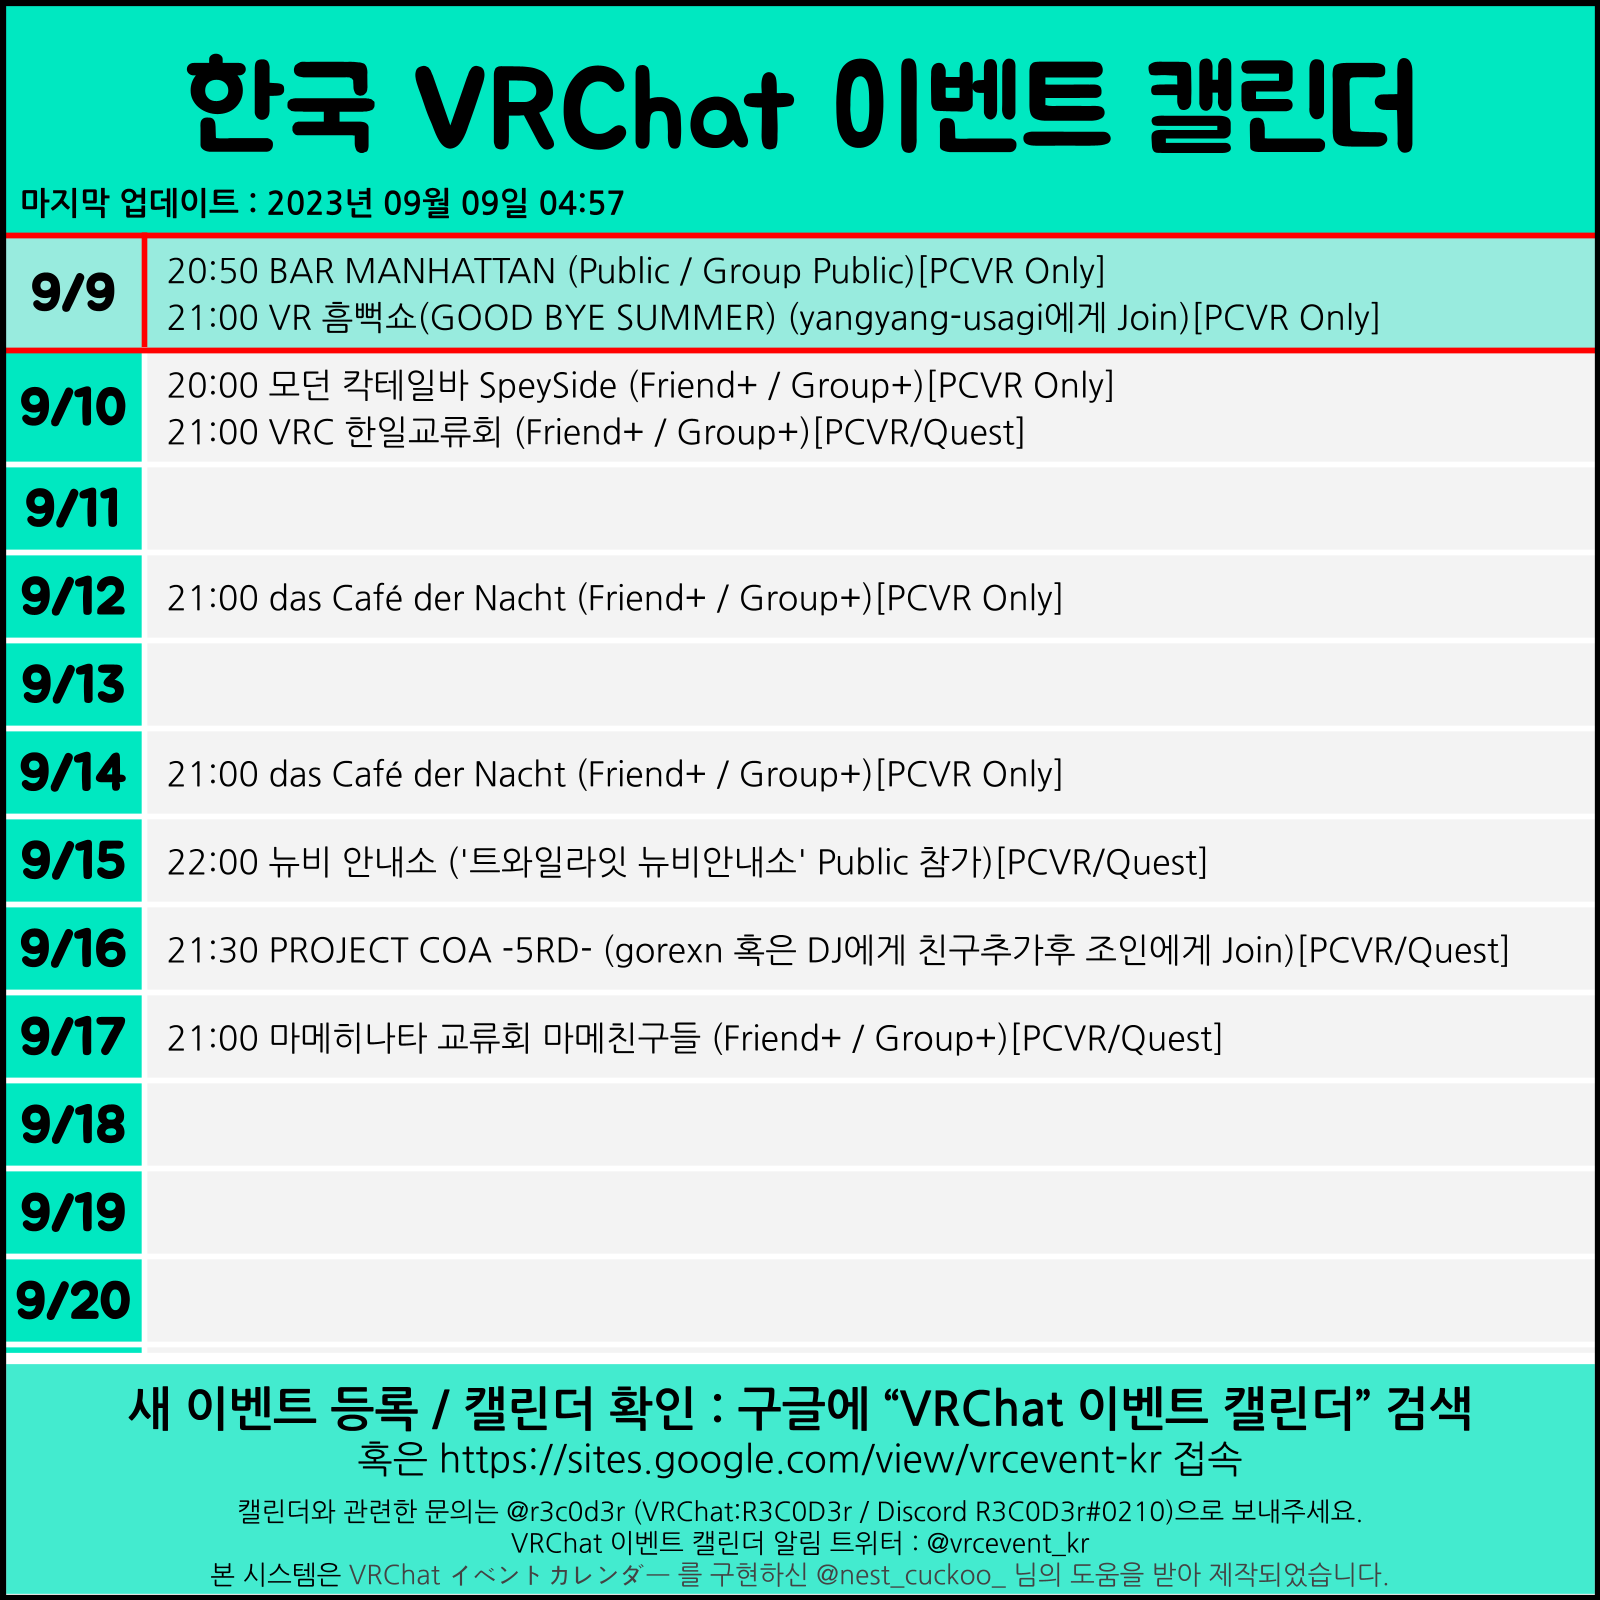 한국 VRChat 이벤트 캘린더
마지막 업데이트 : 2023년 09월 09일 04:57
9/9
20:50 BAR MANHATTAN (Public / Group Public)[PCVR Only]
21:00 VR 흠뻑쇼(GOOD BYE SUMMER) (yangyang-usagi에게 Join)[PCVR Only]
9/10
20:00 모던 칵테일바 SpeySide (Friend+ / Group+)[PCVR Only]
21:00 VRC 한일교류회 (Friend+ / Group+)[PCVR/Quest]
9/11
9/12
21:00 das Café der Nacht (Friend+ / Group+)[PCVR Only]
9/13
9/14
21:00 das Café der Nacht (Friend+ / Group+)[PCVR Only]
9/15
22:00 뉴비 안내소 ('트와일라잇 뉴비안내소' Public 참가)[PCVR/Quest]
9/16
21:30 PROJECT COA -5RD- (gorexn 혹은 DJ에게 친구추가후 조인에게 Join)[PCVR/Quest]
9/17
21:00 마메히나타 교류회 마메친구들 (Friend+ / Group+)[PCVR/Quest]
9/18
9/19
9/20
새 이벤트 등록 / 캘린더 확인 : 구글에 “VRChat 이벤트 캘린더” 검색
혹은 https://sites.google.com/view/vrcevent-kr 접속
캘린더와 관련한 문의는 @r3c0d3r (VRChat:R3C0D3r / Discord R3C0D3r#0210)으로 보내주세요.
VRChat 이벤트 캘린더 알림 트위터 : @vrcevent_kr
본 시스템은 VRChat イベントカレンダー 를 구현하신 @nest_cuckoo_ 님의 도움을 받아 제작되었습니다.